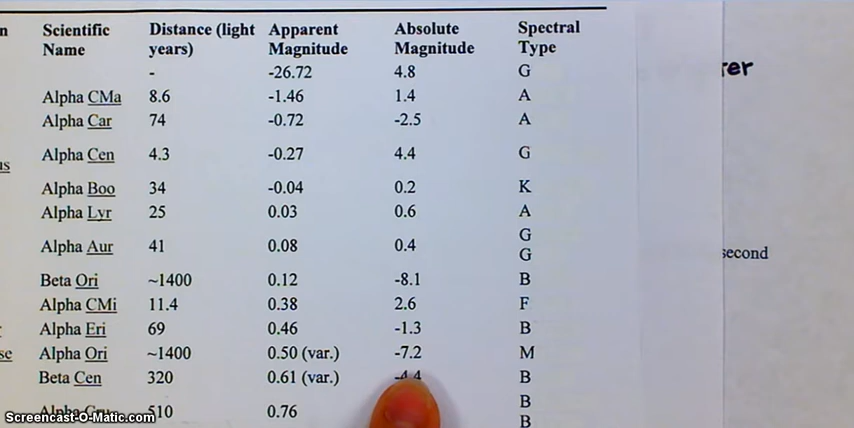 n Scientific Distance (light Apparent Absolute Spectral
Name years) Magnitude Magnitude Type
- -26.72 4.8 G
ter
Alpha CMa 8.6 -1.46 1.4 A
Alpha Car 74 -0.72 -2.5 A
Alpha Cen 4.3 -0.27 4.4 G
us
Alpha Boo 34 -0.04 0.2 K
Alpha Lyr 25 0.03 0.6 A
Alpha Aur 41 0.08 0.4 G
G
second
Beta Ori ~1400 0.12 -8.1 B
Alpha CMi 11.4 0.38 2.6 F
Alpha Eri 69 0.46 -1.3 B
se Alpha Ori ~1400 0.50 (var.) -7.2 M
Beta Cen 320 0.61 (var.) -4.4 B
Alpha Cru 510 0.76 B
B
Screencast-O-Matic.com